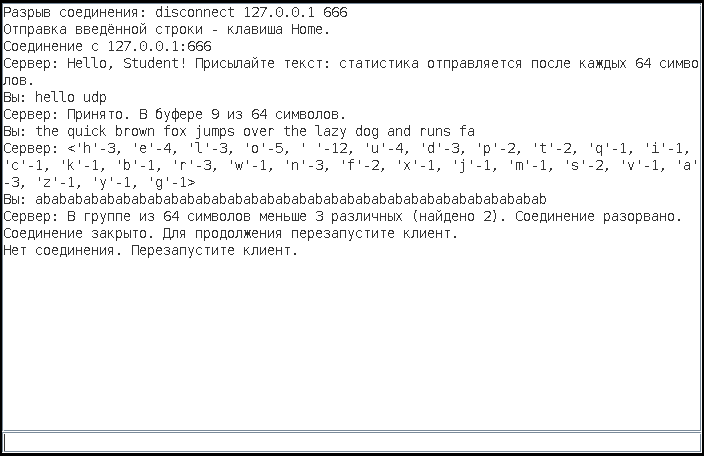 Разрыв соединения: disconnect 127.0.0.1 666
Отправка введённой строки - клавиша Home.
Соединение с 127.0.0.1:666
Сервер: Hello, Student! Присылайте текст: статистика отправляется после каждых 64 симво
лов.
Вы: hello udp
Сервер: Принято. В буфере 9 из 64 символов.
Вы: the quick brown fox jumps over the lazy dog and runs fa
Сервер: <'h'-3, 'e'-4, 'l'-3, 'o'-5, ' '-12, 'u'-4, 'd'-3, 'p'-2, 't'-2, 'q'-1, 'i'-1,
'c'-1, 'k'-1, 'b'-1, 'r'-3, 'w'-1, 'n'-3, 'f'-2, 'x'-1, 'j'-1, 'm'-1, 's'-2, 'v'-1, 'a'
-3, 'z'-1, 'y'-1, 'g'-1>
Вы: abababababababababababababababababababababababababab
Сервер: В группе из 64 символов меньше 3 различных (найдено 2). Соединение разорвано.
Соединение закрыто. Для продолжения перезапустите клиент.
Нет соединения. Перезапустите клиент.